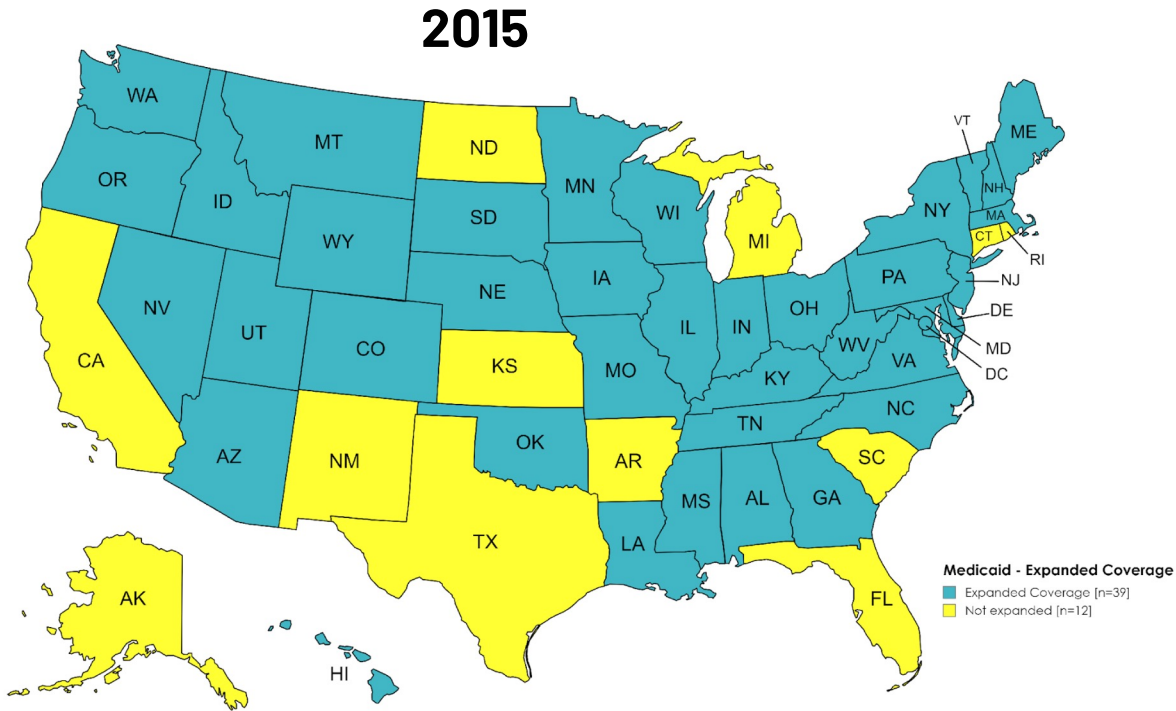 2015
WA
MT
ND
MN
VT
ME
OR
ID
SD
WI
NY
NH
MA
WY
MI
CT
RI
NV
NE
IA
PA
NJ
UT
CO
IL
IN
OH
DE
CA
KS
MO
WV
VA
MD
KY
DC
AZ
NM
OK
AR
TN
NC
SC
TX
LA
MS
AL
GA
AK
HI
FL
Medicaid - Expanded Coverage
Expanded Coverage [n=39]
Not expanded [n=12]